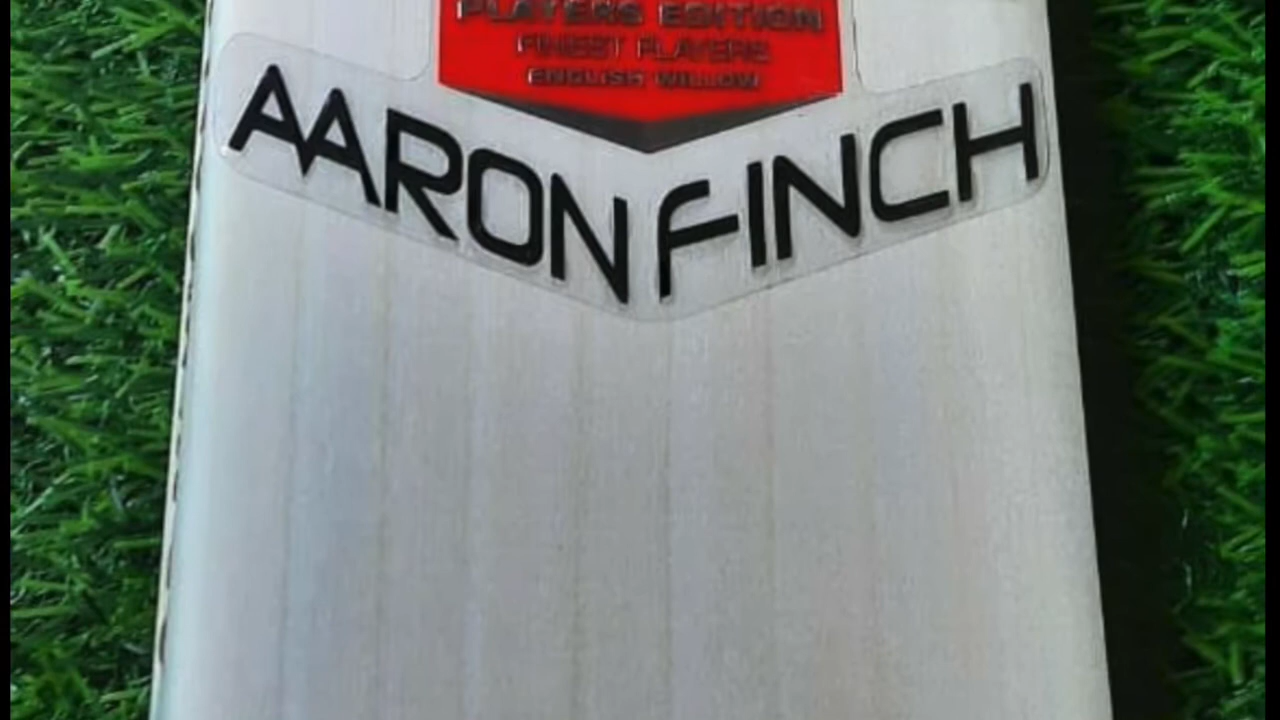 PLAYERS EDITION
FINEST PLAYERS
ENGLISH WILLOW
AARON FINCH